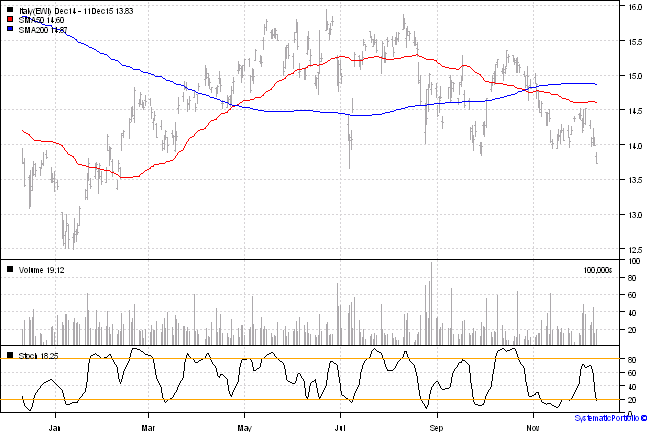 Italy(EWI) Dec14 - 11Dec15 13.83
SMA50 14.60
SMA200 14.87
16.0
15.5
15.0
14.5
14.0
13.5
13.0
12.5
Volume 19.12
100,000s
100
80
60
40
20
Stoch 18.25
80
60
40
20
Jan
Mar
May
Jul
Sep
Nov
SystematicPortfolio ©